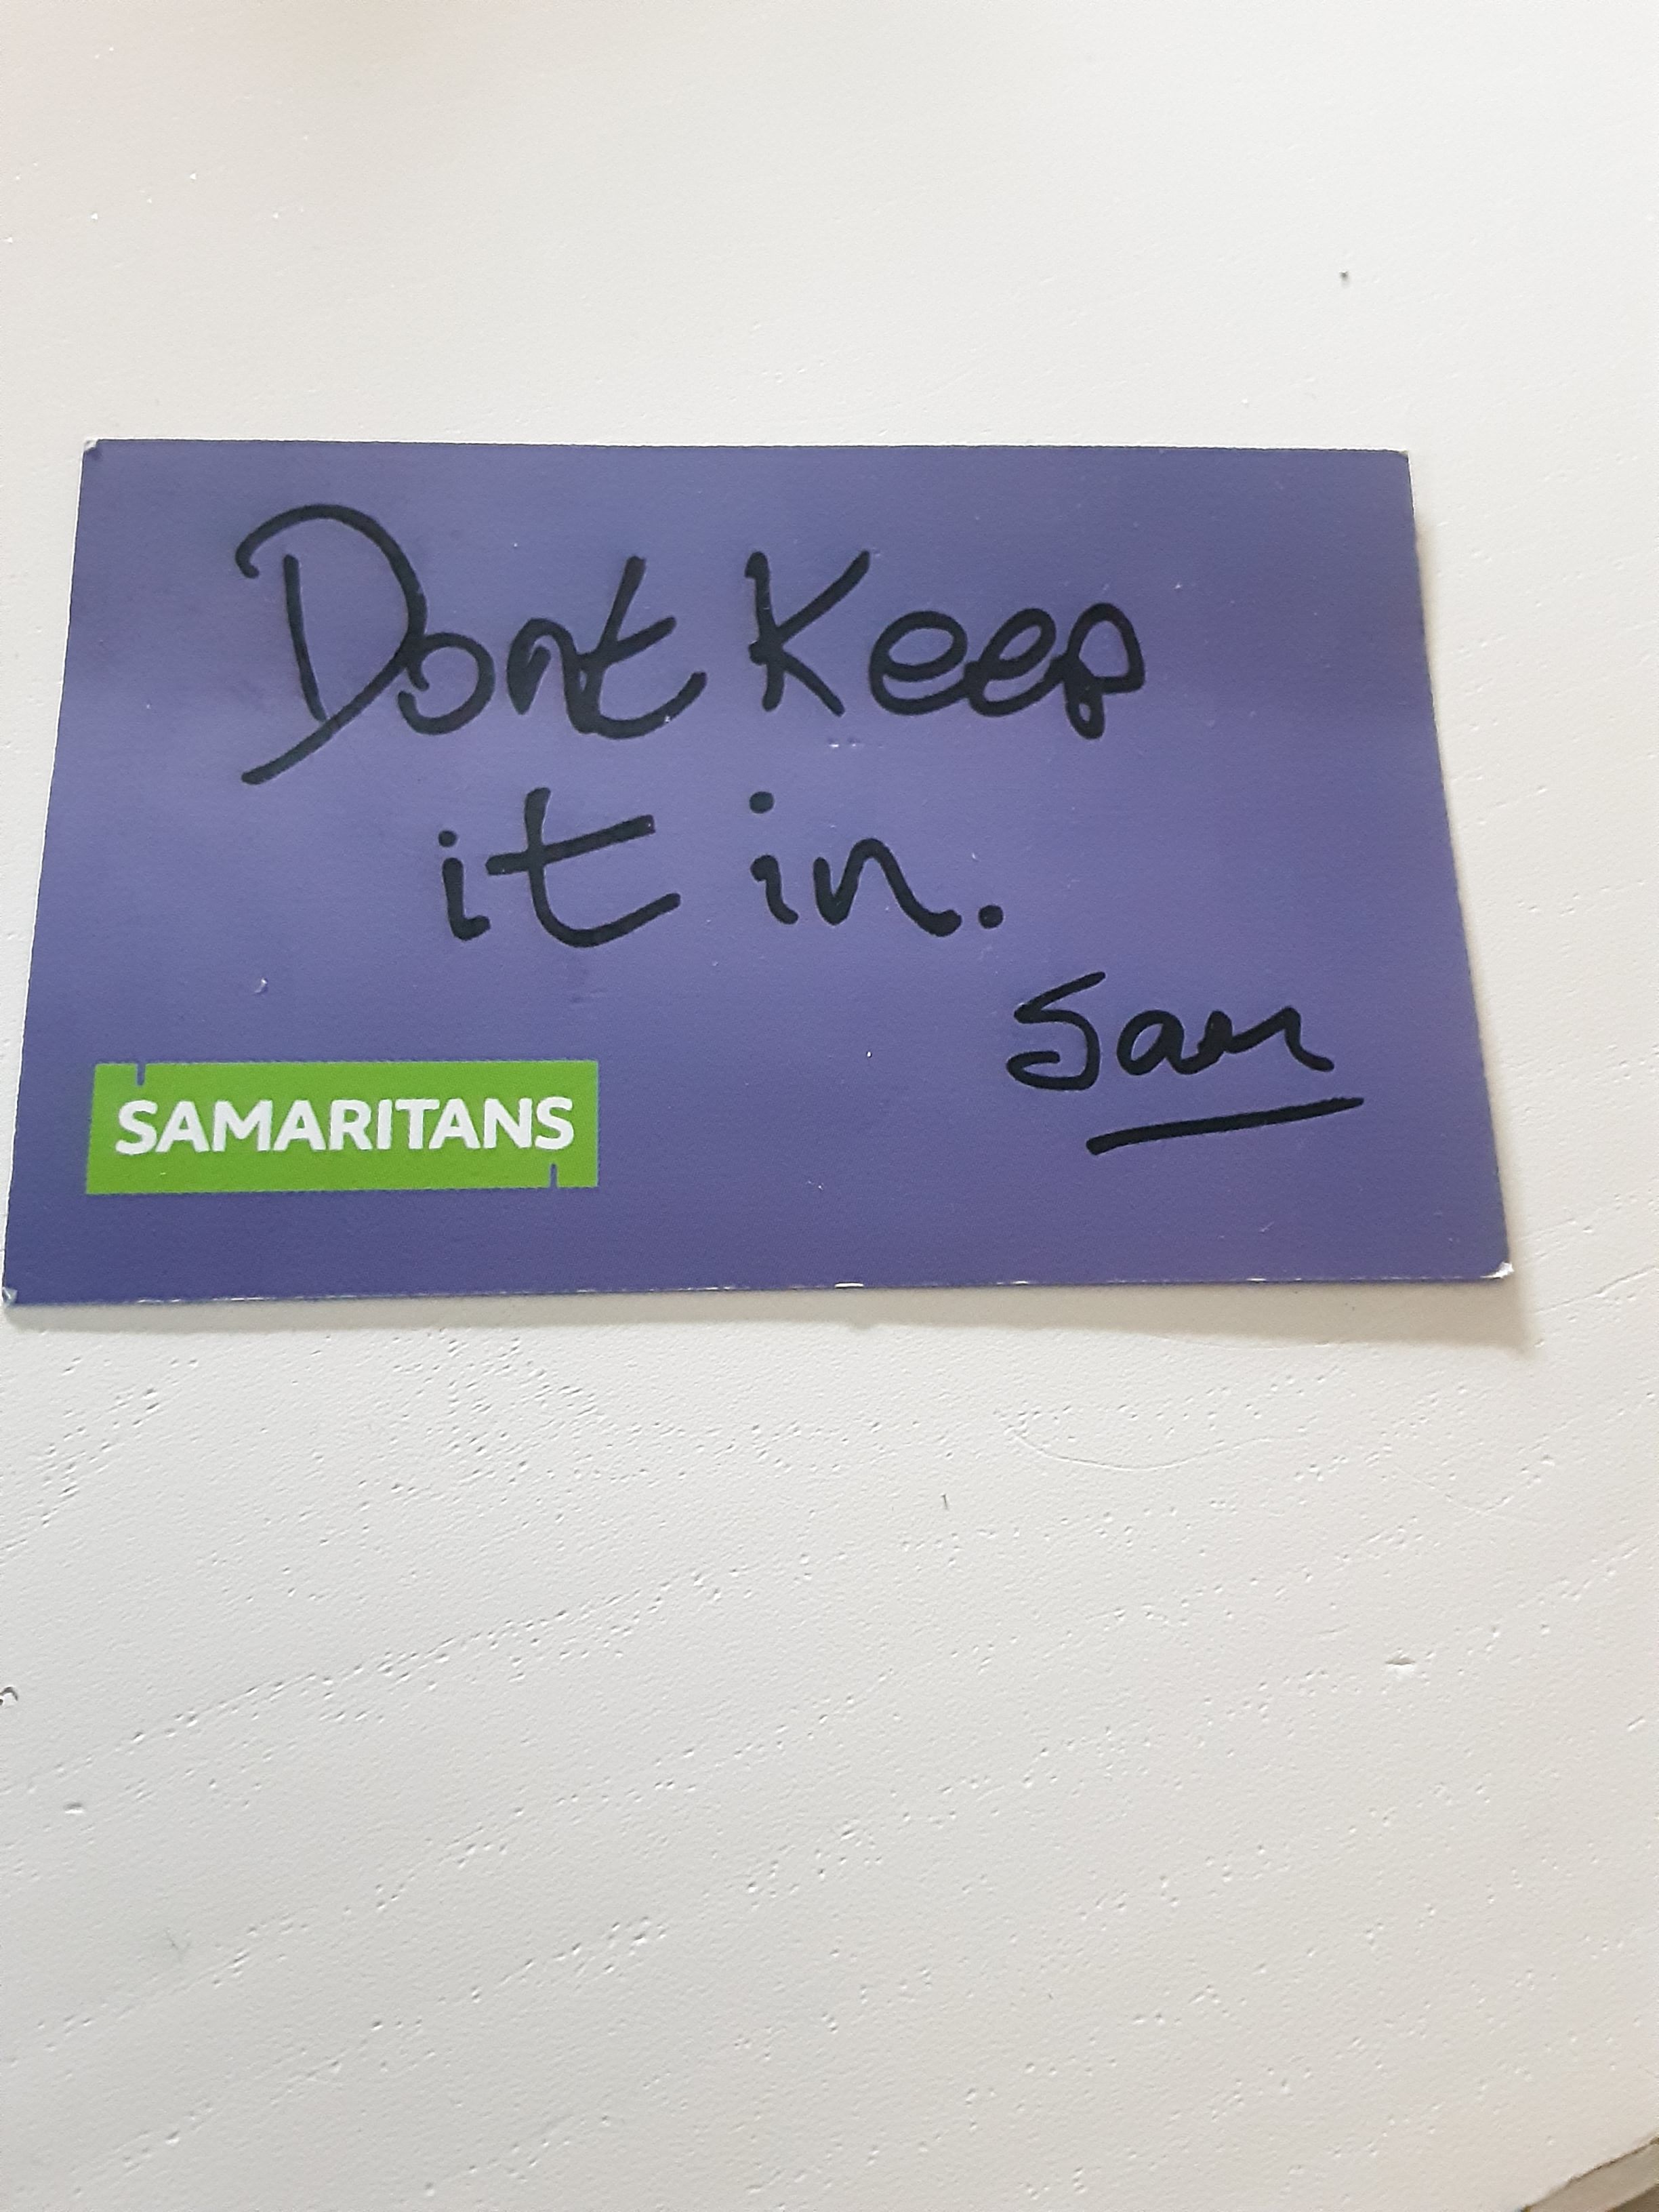 Dont Keep
it in.
Sam
SAMARITANS